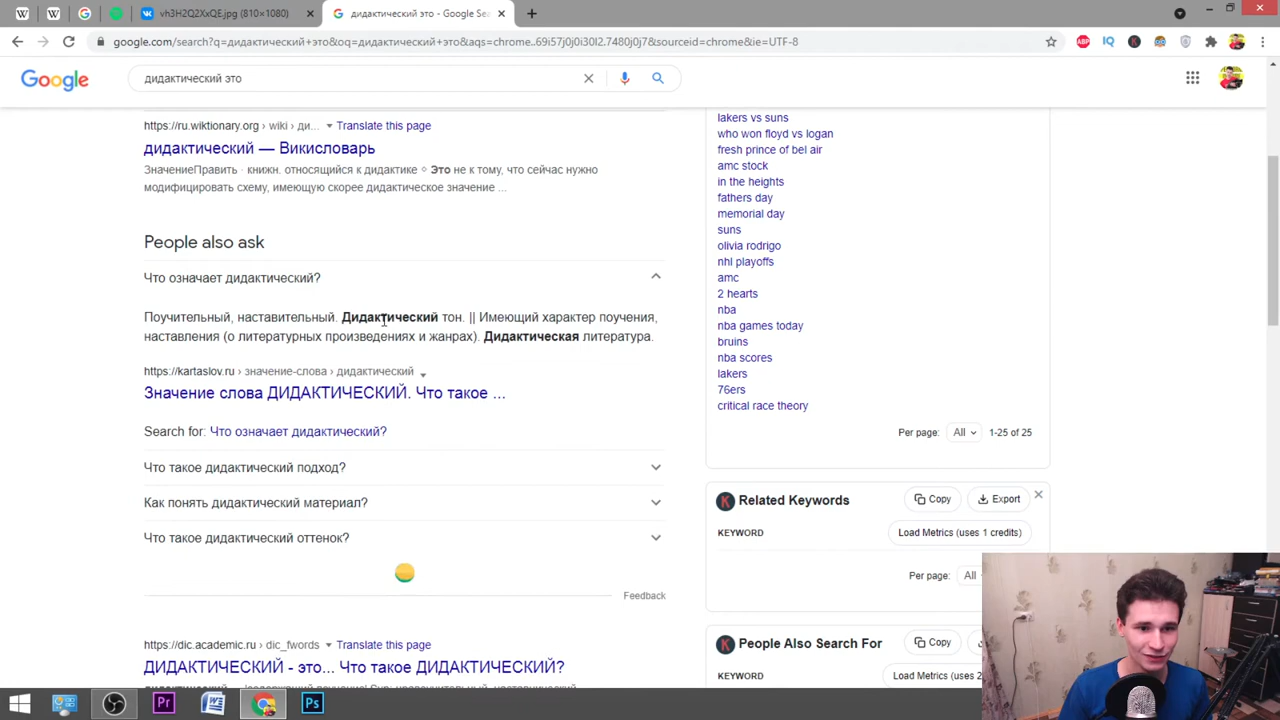 vh3H2Q2XxQE.jpg (810×1080)
дидактический это - Google Sea
google.com/search?q=дидактический+это&oq=дидактический+это&aqs=chrome..69i57j0j0i30l2.7480j0j7&sourceid=chrome&ie=UTF-8
Google
дидактический это
https://ru.wiktionary.org › wiki › ди... Translate this page
дидактический — Викисловарь
ЗначениеПравить · книжн. относящийся к дидактике ◇ Это не к тому, что сейчас нужно
модифицировать схему, имеющую скорее дидактическое значение ...
People also ask
Что означает дидактический?
Поучительный, наставительный. Дидактический тон. || Имеющий характер поучения,
наставления (о литературных произведениях и жанрах). Дидактическая литература.
https://kartaslov.ru › значение-слова › дидактический
Значение слова ДИДАКТИЧЕСКИЙ. Что такое ...
Search for: Что означает дидактический?
Что такое дидактический подход?
Как понять дидактический материал?
Что такое дидактический оттенок?
Feedback
https://dic.academic.ru › dic_fwords Translate this page
ДИДАКТИЧЕСКИЙ - это... Что такое ДИДАКТИЧЕСКИЙ?
lakers vs suns
who won floyd vs logan
fresh prince of bel air
amc stock
in the heights
fathers day
memorial day
suns
olivia rodrigo
nhl playoffs
amc
2 hearts
nba
nba games today
bruins
nba scores
lakers
76ers
critical race theory
Per page: All 1-25 of 25
K Related Keywords Copy Export
KEYWORD Load Metrics (uses 1 credits)
Per page: All
K People Also Search For Copy
KEYWORD Load Metrics (uses 2
Pr
W
Ps